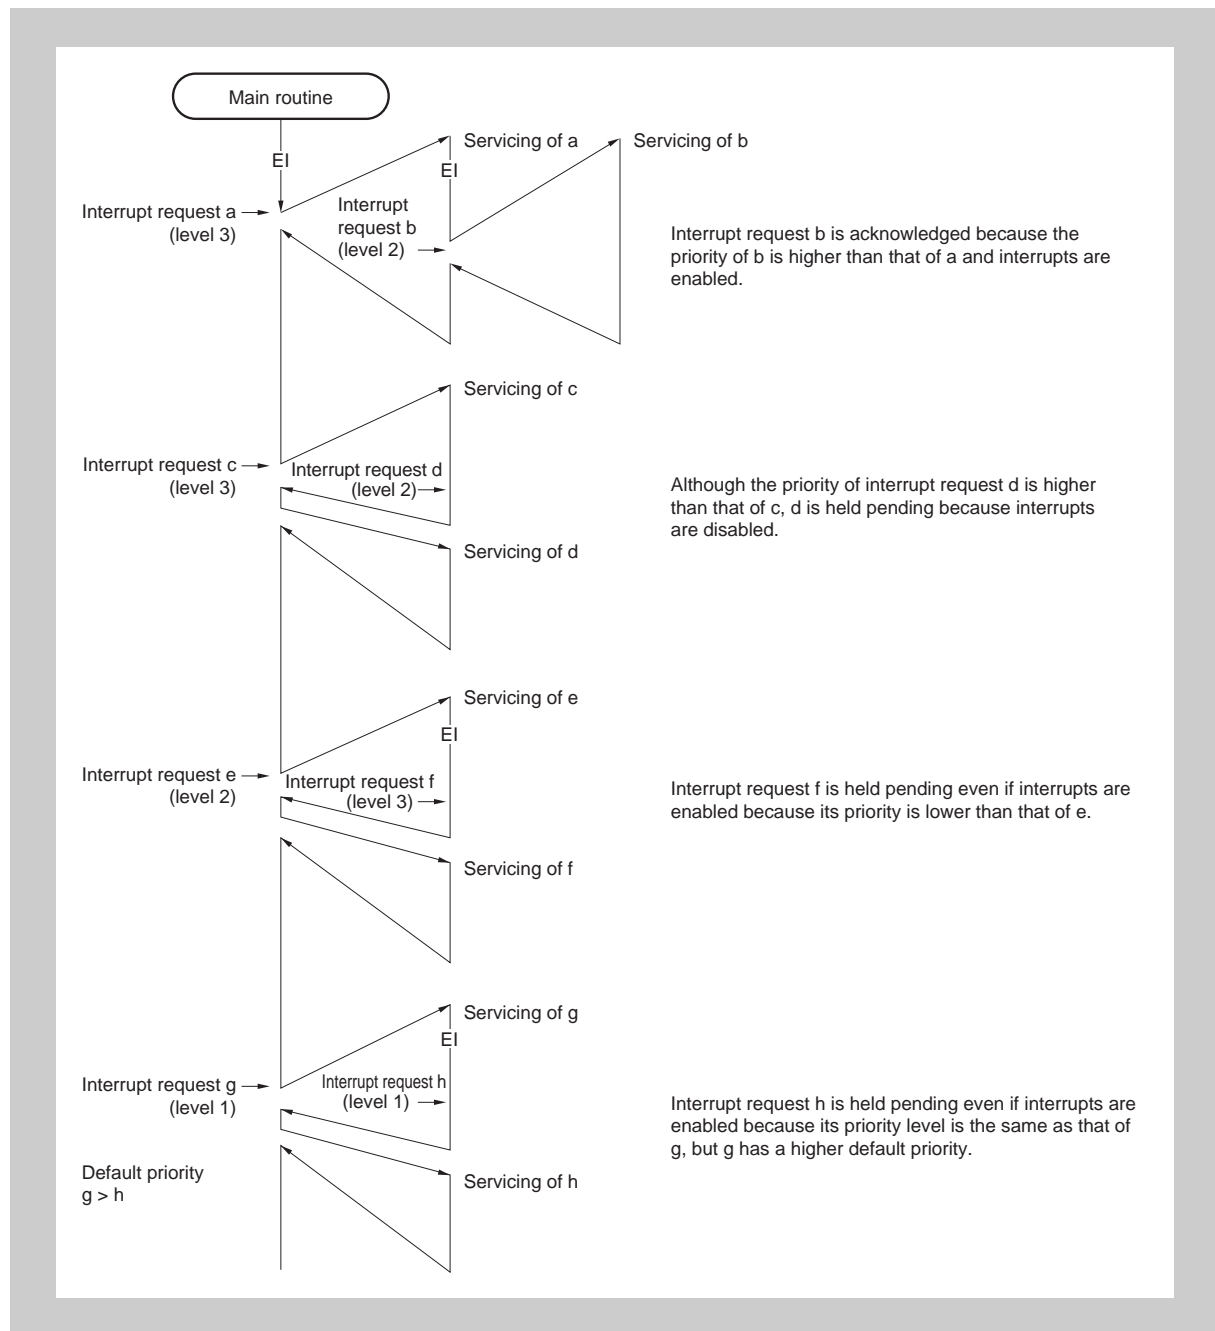 Main routine
EI
Servicing of a
Servicing of b
EI
Interrupt request a
(level 3)
Interrupt
request b
(level 2)
Interrupt request b is acknowledged because the
priority of b is higher than that of a and interrupts are
enabled.
Servicing of c
Interrupt request c
(level 3)
Interrupt request d
(level 2)
Although the priority of interrupt request d is higher
than that of c, d is held pending because interrupts
are disabled.
Servicing of d
Servicing of e
EI
Interrupt request e
(level 2)
Interrupt request f
(level 3)
Interrupt request f is held pending even if interrupts are
enabled because its priority is lower than that of e.
Servicing of f
Servicing of g
EI
Interrupt request g
(level 1)
Interrupt request h
(level 1)
Interrupt request h is held pending even if interrupts are
enabled because its priority level is the same as that of
g, but g has a higher default priority.
Default priority
g > h
Servicing of h